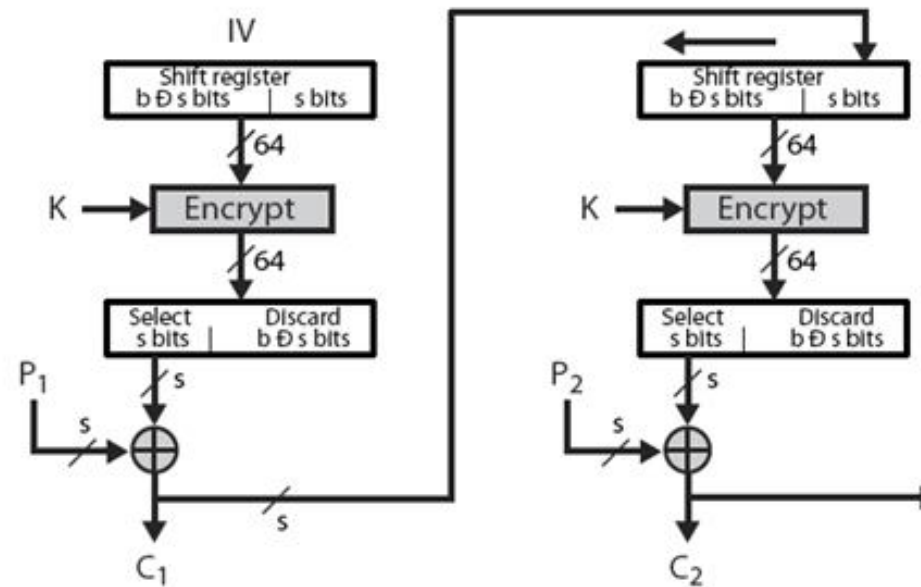 IV
Shift register
b Đ s bits | s bits
64
K
Encrypt
64
Select Discard
s bits | b Đ s bits
P₁
s
s
s
C₁
Shift register
b Đ s bits | s bits
64
K
Encrypt
64
Select Discard
s bits | b Đ s bits
P₂
s
s
C₂